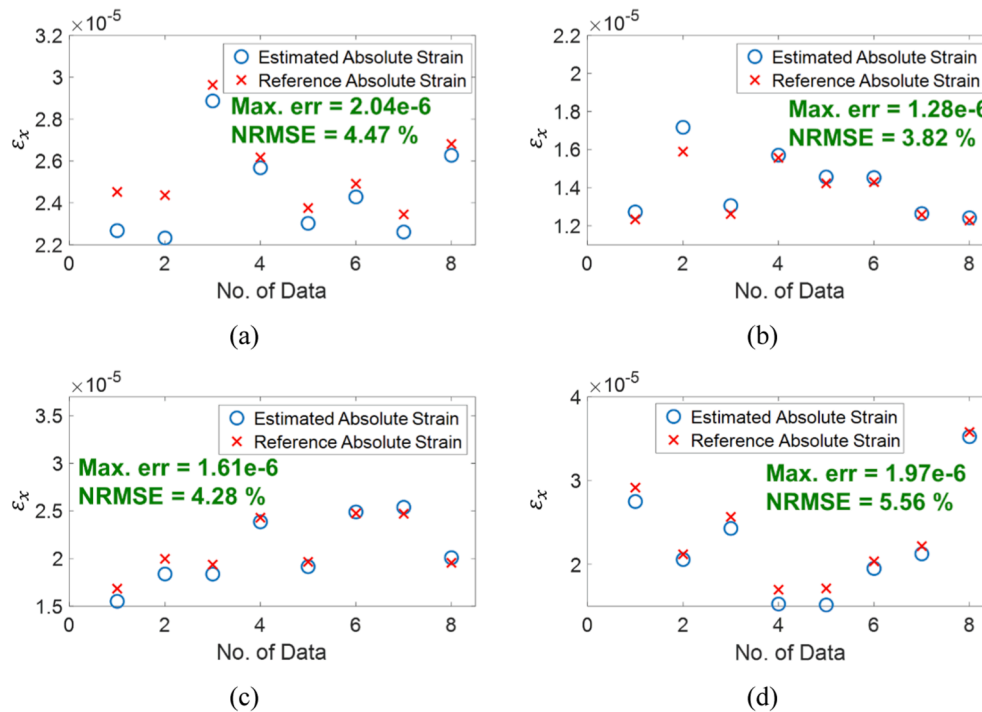 ×10⁻⁵
3.2
3
2.8
2.6
2.4
2.2
εx
0 2 4 6 8
No. of Data
Estimated Absolute Strain
Reference Absolute Strain
Max. err = 2.04e-6
NRMSE = 4.47 %
(a)
×10⁻⁵
2.2
2
1.8
1.6
1.4
1.2
εx
0 2 4 6 8
No. of Data
Estimated Absolute Strain
Reference Absolute Strain
Max. err = 1.28e-6
NRMSE = 3.82 %
(b)
×10⁻⁵
3.5
3
2.5
2
1.5
εx
0 2 4 6 8
No. of Data
Estimated Absolute Strain
Reference Absolute Strain
Max. err = 1.61e-6
NRMSE = 4.28 %
(c)
×10⁻⁵
4
3
2
εx
0 2 4 6 8
No. of Data
Estimated Absolute Strain
Reference Absolute Strain
Max. err = 1.97e-6
NRMSE = 5.56 %
(d)